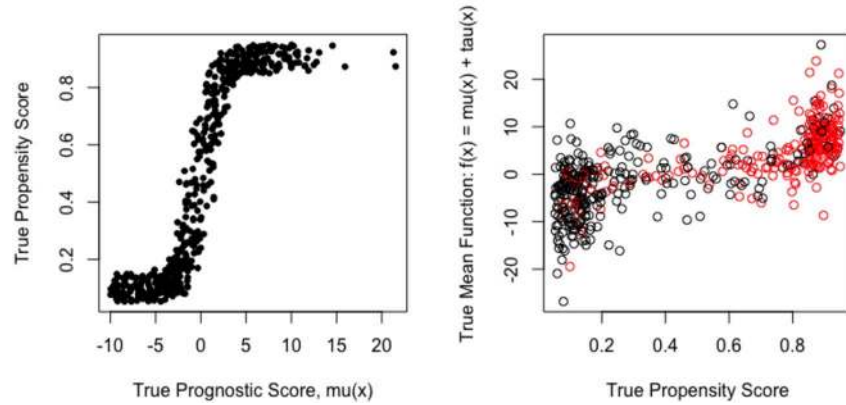 True Propensity Score
0.8
0.6
0.4
0.2
-10 -5 0 5 10 15 20
True Prognostic Score, mu(x)
True Mean Function: f(x) = mu(x) + tau(x)
20
10
0
-10
-20
0.2 0.4 0.6 0.8
True Propensity Score